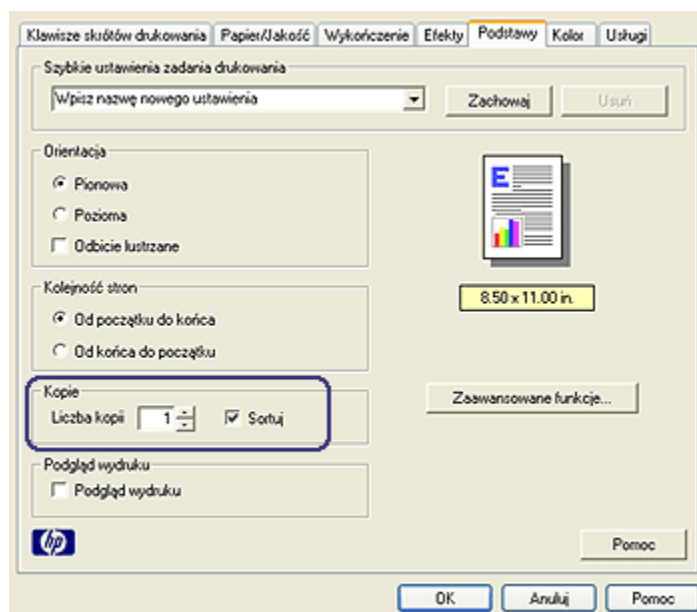 Klawisze skrótów drukowania Papier/Jakość Wykończenie Efekty Podstawy Kolor Usługi
Szybkie ustawienia zadania drukowania
Wpisz nazwę nowego ustawienia Zachowaj Usuń
Orientacja
Pionowa
Pozioma
Odbicie lustrzane
E
8.50 x 11.00 in.
Kolejność stron
Od początku do końca
Od końca do początku
Kopie
Liczba kopii 1 Sortuj
Zaawansowane funkcje...
Podgląd wydruku
Podgląd wydruku
hp
Pomoc
OK Anuluj Pomoc